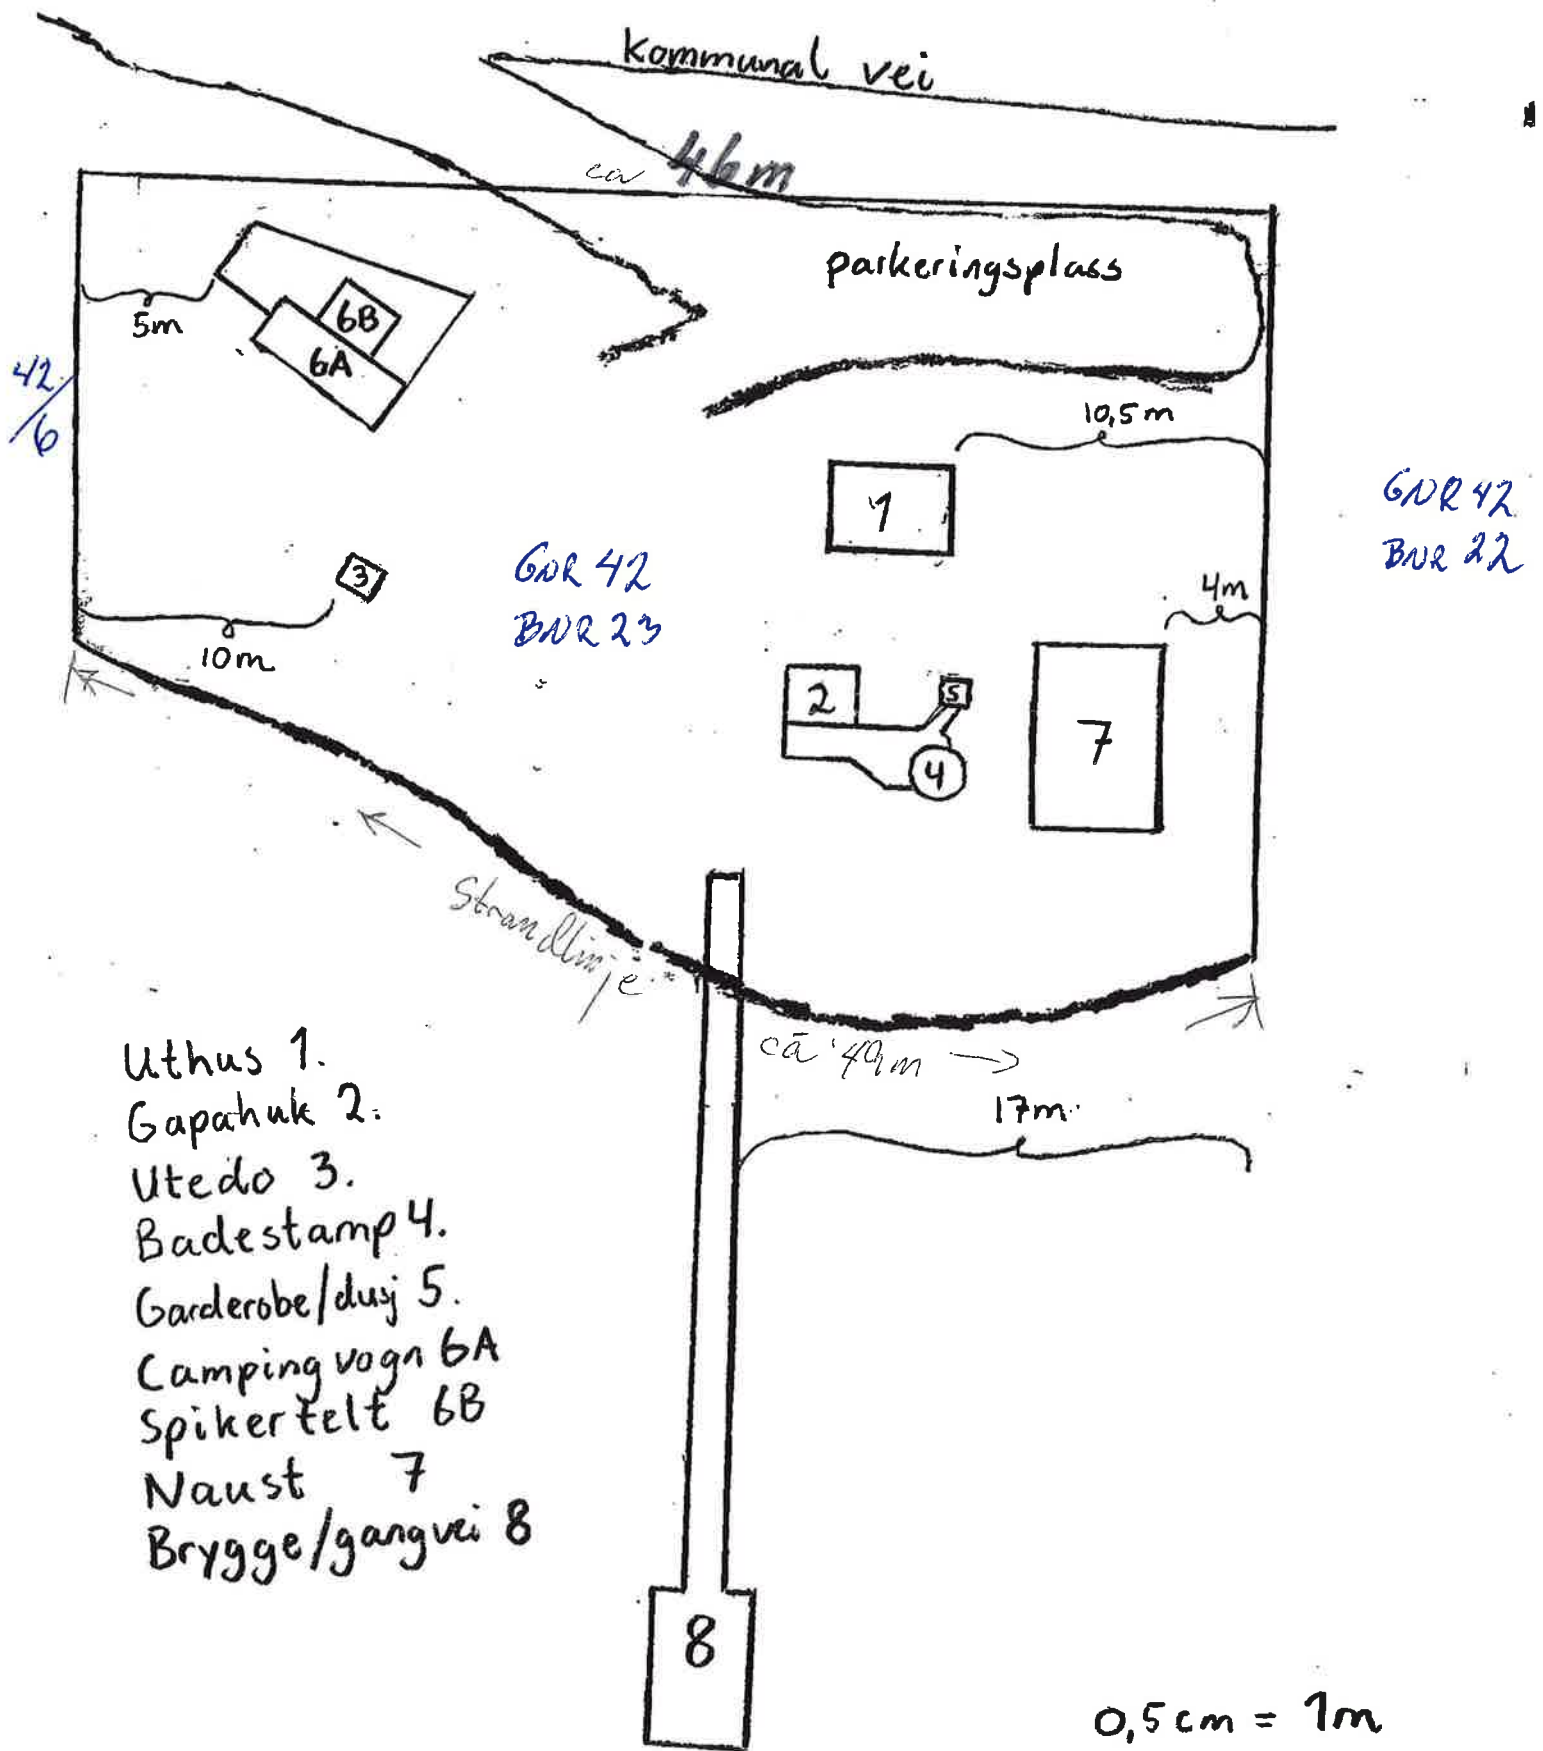 Kommunal vei
ca 46m
parkeringsplass
5m
6B
6A
42/6
10,5m
1
GNR 42
BNR 22
3
GNR 42
BNR 23
4m
10m
2
5
7
4
Strandlinje
ca 49m
17m
Uthus 1.
Gapahuk 2.
Utedo 3.
Badestamp 4.
Garderobe/dusj 5.
Camping vogn 6A
Spikertelt 6B
Naust 7
Brygge/gangvei 8
8
0,5cm = 1m